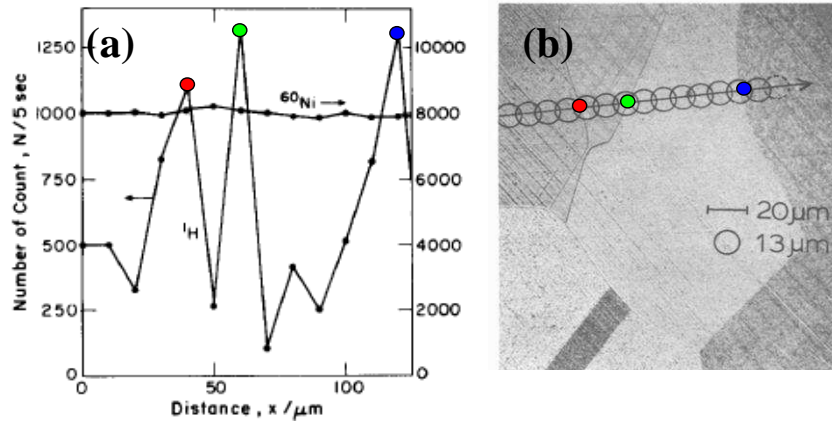 (a)
1250
1000
750
500
250
0
10000
8000
6000
4000
2000
0
0
50
100
Number of Count , N/5 sec
Distance , x /μm
⁶⁰Ni
¹H
(b)
20μm
13μm